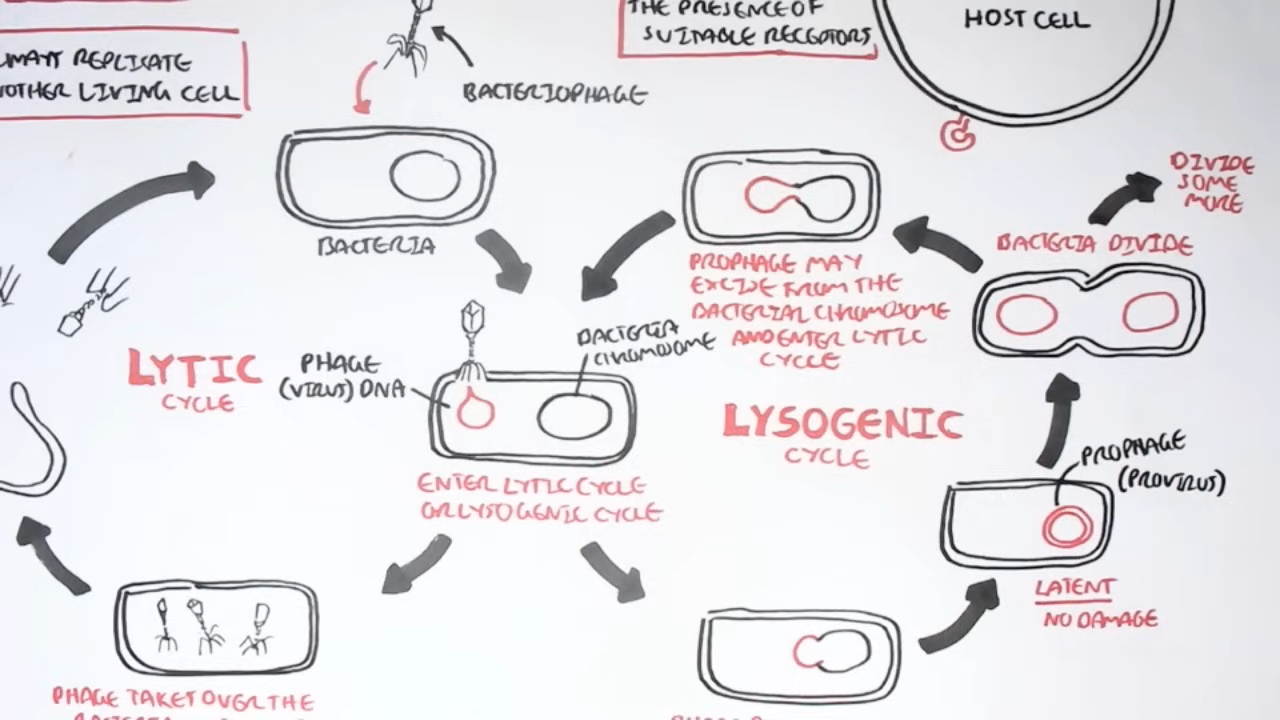 THE PRESENCE OF
SUITABLE RECEPTORS
HOST CELL
REPLICATE
LIVING CELL
BACTERIOPHAGE
BACTERIA
DIVIDE
SOME
MORE
BACTERIA DIVIDE
PROPHAGE MAY
EXCISE FROM THE
BACTERIAL CHROMOSOME
AND ENTER LYTIC
CYCLE
BACTERIA
CHROMOSOME
PHAGE
(VIRUS) DNA
LYTIC
CYCLE
LYSOGENIC
CYCLE
PROPHAGE
(PROVIRUS)
ENTER LYTIC CYCLE
OR LYSOGENIC CYCLE
LATENT
NO DAMAGE
PHAGE TAKES OVER THE